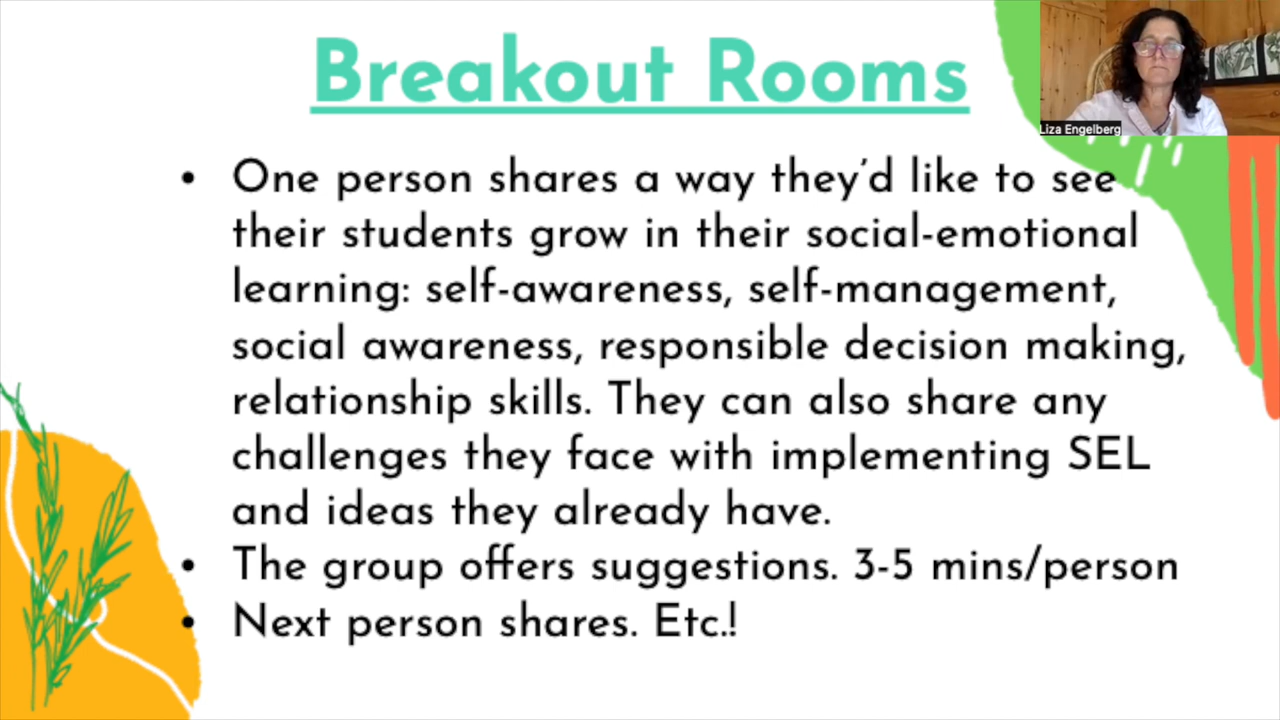 Breakout Rooms
Liza Engelberg
• One person shares a way they'd like to see
their students grow in their social-emotional
learning: self-awareness, self-management,
social awareness, responsible decision making,
relationship skills. They can also share any
challenges they face with implementing SEL
and ideas they already have.
• The group offers suggestions. 3-5 mins/person
• Next person shares. Etc.!